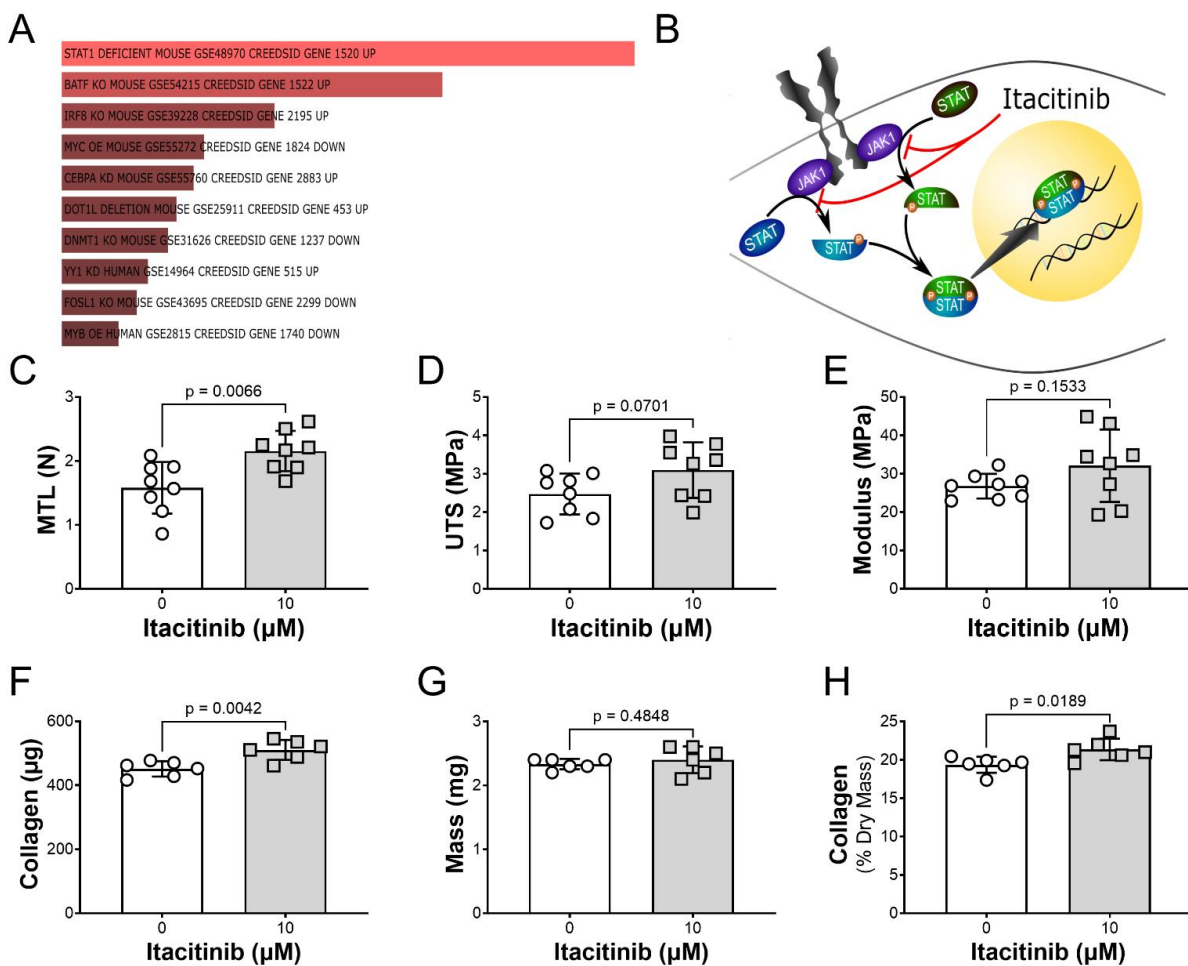 A
STAT1 DEFICIENT MOUSE GSE48970 CREEDSID GENE 1520 UP
BATF KO MOUSE GSE54215 CREEDSID GENE 1522 UP
IRF8 KO MOUSE GSE39228 CREEDSID GENE 2195 UP
MYC OE MOUSE GSE55272 CREEDSID GENE 1824 DOWN
CEBPA KD MOUSE GSE55760 CREEDSID GENE 2883 UP
DOT1L DELETION MOUSE GSE25911 CREEDSID GENE 453 UP
DNMT1 KO MOUSE GSE31626 CREEDSID GENE 1237 DOWN
YY1 KD HUMAN GSE14964 CREEDSID GENE 515 UP
FOSL1 KO MOUSE GSE43695 CREEDSID GENE 2299 DOWN
MYB OE HUMAN GSE2815 CREEDSID GENE 1740 DOWN
B
STAT
Itacitinib
JAK1
JAK1
STAT
STAT
P
STAT
P
STAT
STAT
P
P
STAT
STAT
P
P
C
p = 0.0066
MTL (N)
3
2
1
0
0
10
Itacitinib (µM)
D
p = 0.0701
UTS (MPa)
5
4
3
2
1
0
0
10
Itacitinib (µM)
E
p = 0.1533
Modulus (MPa)
50
40
30
20
10
0
0
10
Itacitinib (µM)
F
p = 0.0042
Collagen (µg)
600
400
200
0
0
10
Itacitinib (µM)
G
p = 0.4848
Mass (mg)
3
2
1
0
0
10
Itacitinib (µM)
H
p = 0.0189
Collagen
(% Dry Mass)
25
20
15
10
5
0
0
10
Itacitinib (µM)